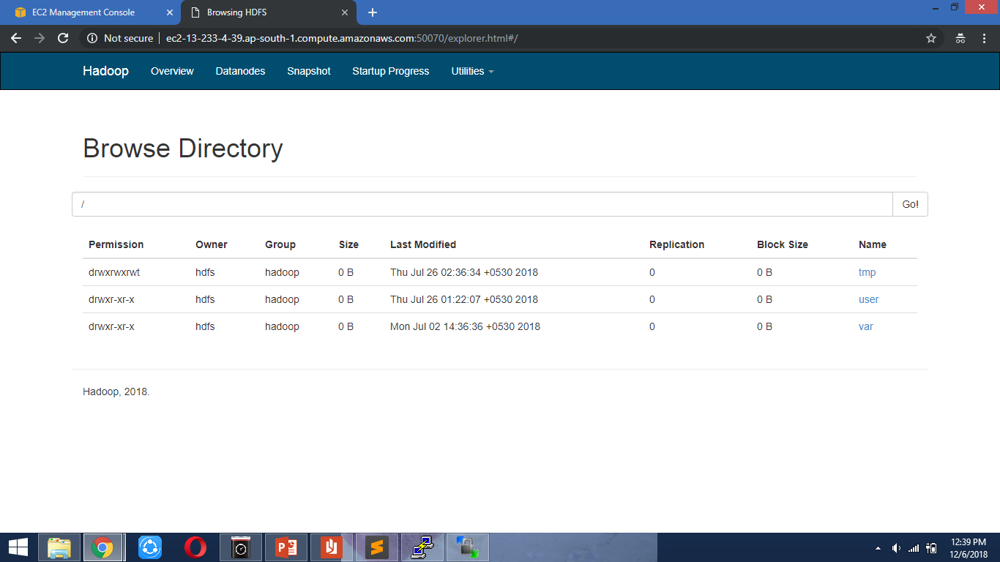 EC2 Management Console
Browsing HDFS
Not secure ec2-13-233-4-39.ap-south-1.compute.amazonaws.com:50070/explorer.html#/
Hadoop Overview Datanodes Snapshot Startup Progress Utilities
Browse Directory
/ Go!
Permission Owner Group Size Last Modified Replication Block Size Name
drwxrwxrwt hdfs hadoop 0 B Thu Jul 26 02:36:34 +0530 2018 0 0 B tmp
drwxr-xr-x hdfs hadoop 0 B Thu Jul 26 01:22:07 +0530 2018 0 0 B user
drwxr-xr-x hdfs hadoop 0 B Mon Jul 02 14:36:36 +0530 2018 0 0 B var
Hadoop, 2018.
12:39 PM
12/6/2018